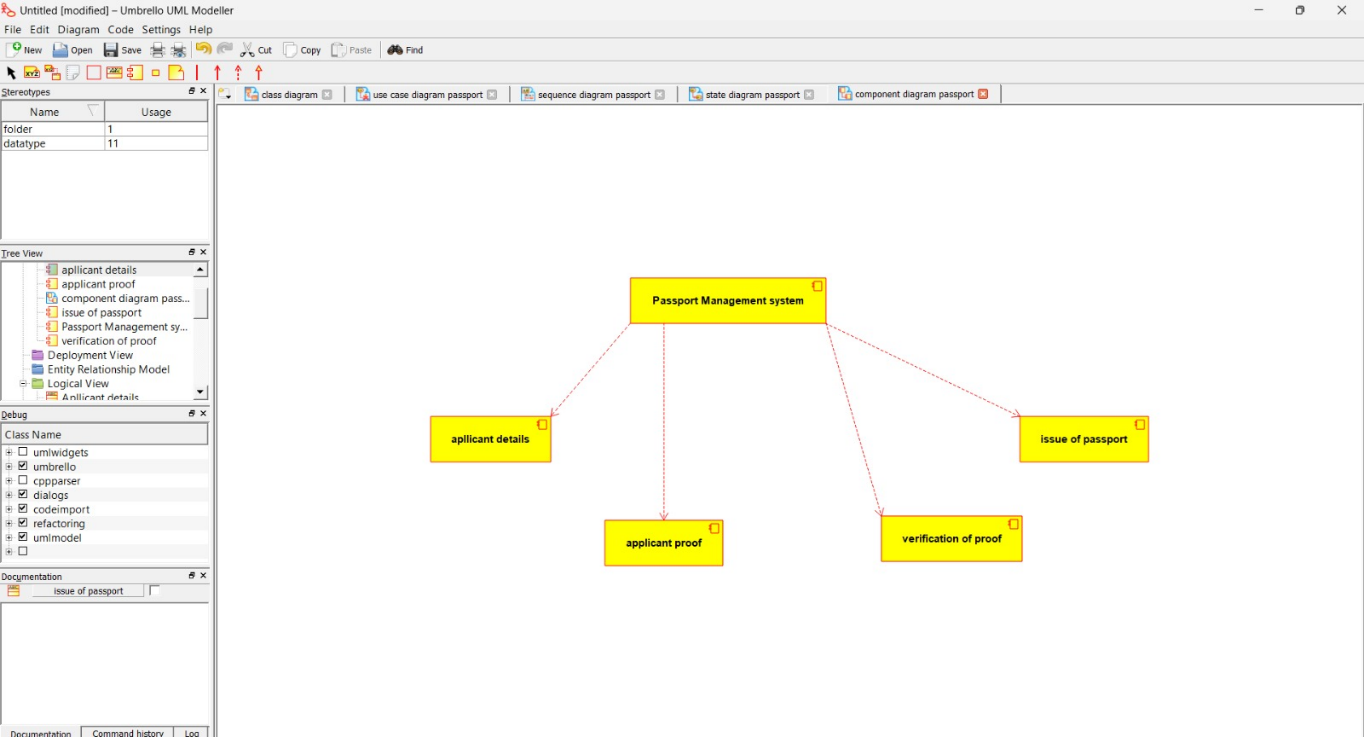 Untitled [modified] – Umbrello UML Modeller
File Edit Diagram Code Settings Help
New Open Save Cut Copy Paste Find
Stereotypes
class diagram use case diagram passport sequence diagram passport state diagram passport component diagram passport
Name Usage
folder 1
datatype 11
Tree View
apllicant details
applicant proof
component diagram pass...
issue of passport
Passport Management sy...
verification of proof
Deployment View
Entity Relationship Model
Logical View
Apllicant details
Debug
Class Name
umlwidgets
umbrello
cppparser
dialogs
codeimport
refactoring
umlmodel
Documentation
issue of passport
Documentation Command history Log
Passport Management system
apllicant details
issue of passport
applicant proof
verification of proof